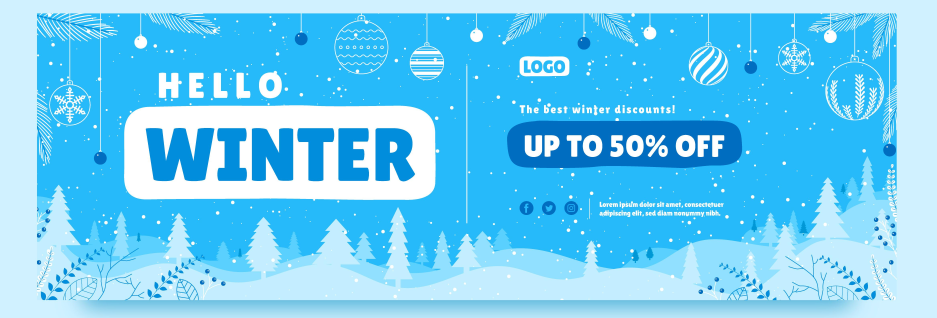 HELLO
WINTER
LOGO
The best winter discounts!
UP TO 50% OFF
Lorem ipsum dolor sit amet, consectetuer
adipiscing elit, sed diam nonummy nibh.